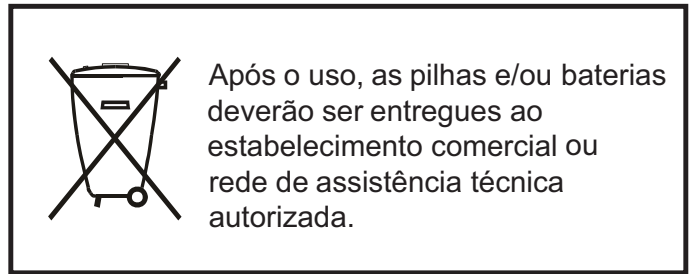 Após o uso, as pilhas e/ou baterias
deverão ser entregues ao
estabelecimento comercial ou
rede de assistência técnica
autorizada.